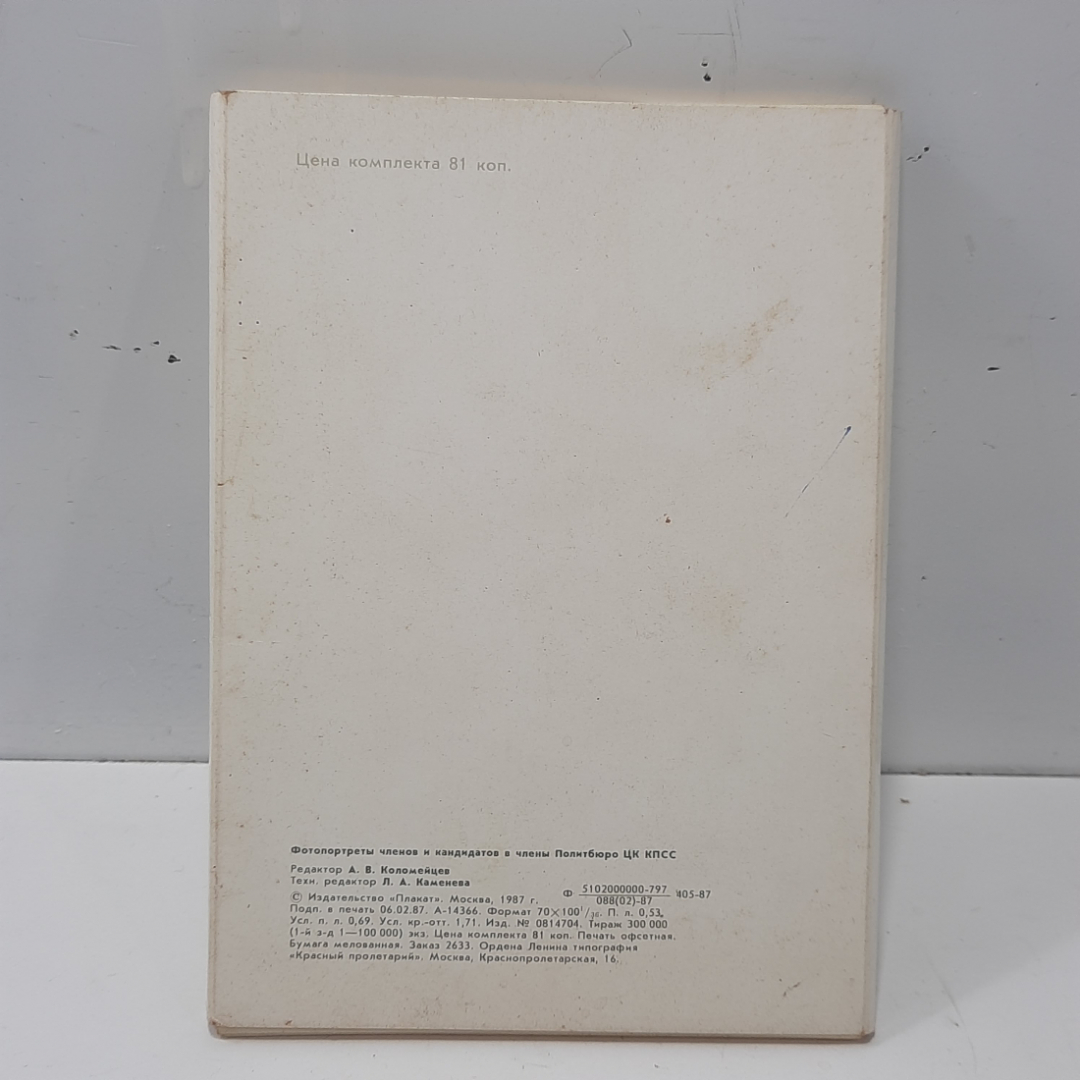 Цена комплекта 81 коп.
Фотопортреты членов и кандидатов в члены Политбюро ЦК КПСС
Редактор А. В. Коломейцев
Техн. редактор Л. А. Каменева
© Издательство «Плакат». Москва, 1987 г.
Ф 5102000000-797 / 088(02)-87 405-87
Подп. в печать 06.02.87. А-14366. Формат 70×100 1/36. П. л. 0,53,
Усл. п. л. 0,69. Усл. кр.-отт. 1,71. Изд. № 0814704. Тираж 300 000
(1-й з-д 1—100 000) экз. Цена комплекта 81 коп. Печать офсетная.
Бумага мелованная. Заказ 2633. Ордена Ленина типография
«Красный пролетарий». Москва, Краснопролетарская, 16.